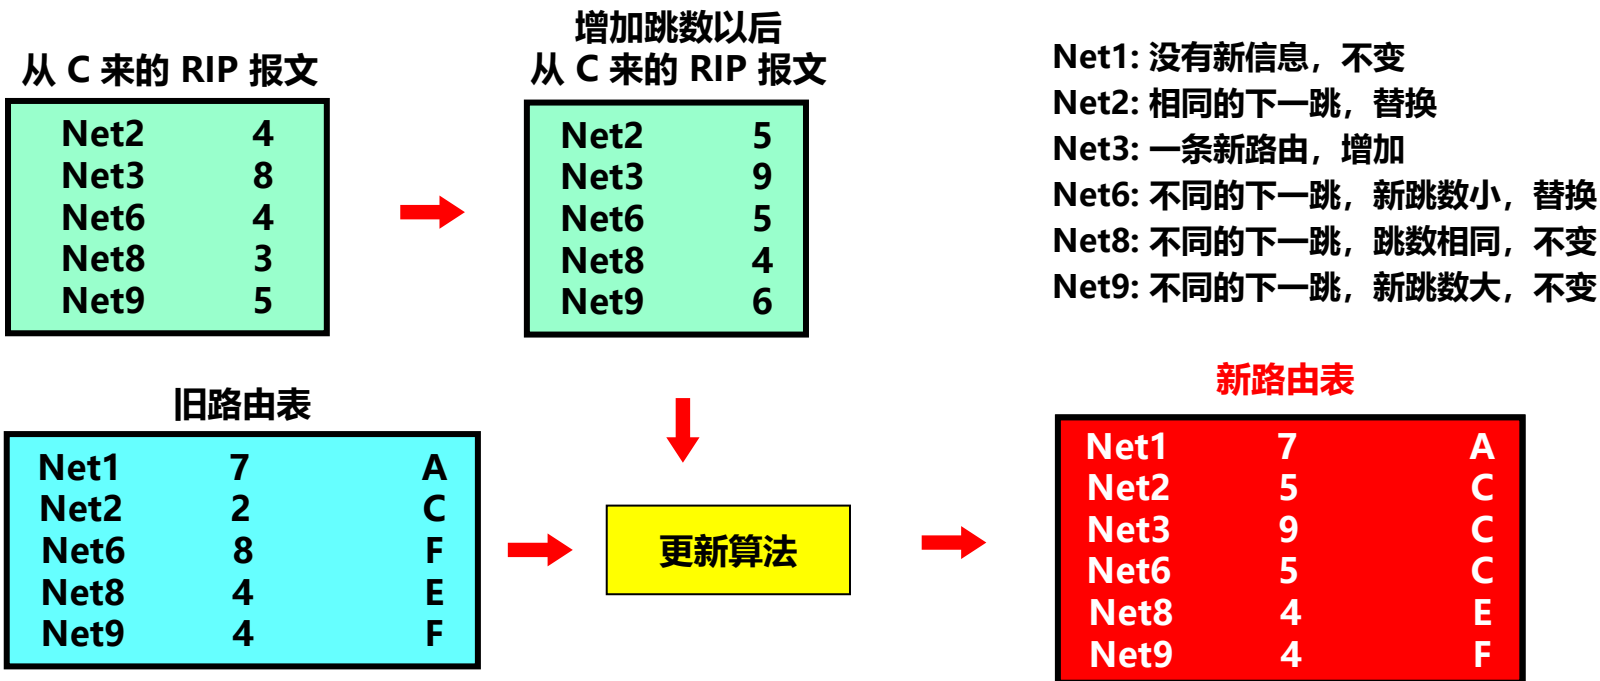 从 C 来的 RIP 报文
Net2 4
Net3 8
Net6 4
Net8 3
Net9 5
增加跳数以后
从 C 来的 RIP 报文
Net2 5
Net3 9
Net6 5
Net8 4
Net9 6
Net1: 没有新信息，不变
Net2: 相同的下一跳，替换
Net3: 一条新路由，增加
Net6: 不同的下一跳，新跳数小，替换
Net8: 不同的下一跳，跳数相同，不变
Net9: 不同的下一跳，新跳数大，不变
旧路由表
Net1 7 A
Net2 2 C
Net6 8 F
Net8 4 E
Net9 4 F
更新算法
新路由表
Net1 7 A
Net2 5 C
Net3 9 C
Net6 5 C
Net8 4 E
Net9 4 F